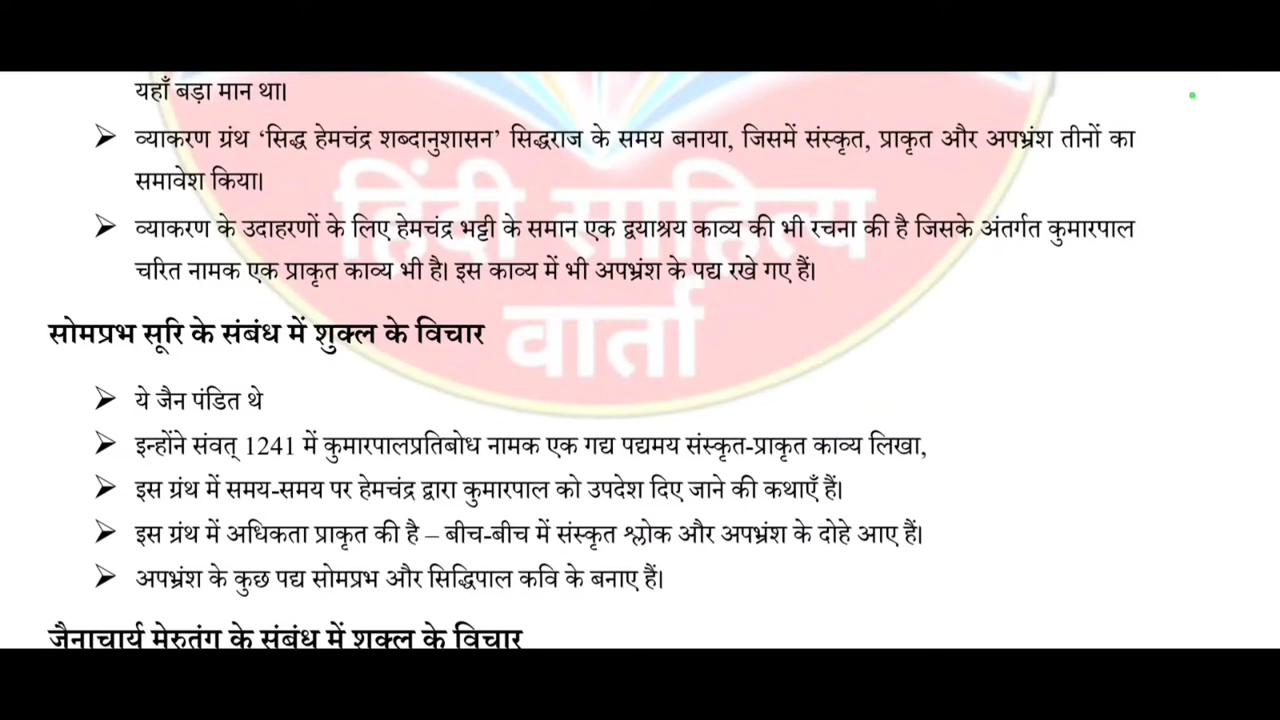 यहाँ बड़ा मान था।
➢ व्याकरण ग्रंथ ‘सिद्ध हेमचंद्र शब्दानुशासन’ सिद्धराज के समय बनाया, जिसमें संस्कृत, प्राकृत और अपभ्रंश तीनों का
समावेश किया।
➢ व्याकरण के उदाहरणों के लिए हेमचंद्र भट्टी के समान एक द्वयाश्रय काव्य की भी रचना की है जिसके अंतर्गत कुमारपाल
चरित नामक एक प्राकृत काव्य भी है। इस काव्य में भी अपभ्रंश के पद्य रखे गए हैं।
हिंदी साहित्य
वार्ता
सोमप्रभ सूरि के संबंध में शुक्ल के विचार
➢ ये जैन पंडित थे
➢ इन्होंने संवत् 1241 में कुमारपालप्रतिबोध नामक एक गद्य पद्यमय संस्कृत-प्राकृत काव्य लिखा,
➢ इस ग्रंथ में समय-समय पर हेमचंद्र द्वारा कुमारपाल को उपदेश दिए जाने की कथाएँ हैं।
➢ इस ग्रंथ में अधिकता प्राकृत की है – बीच-बीच में संस्कृत श्लोक और अपभ्रंश के दोहे आए हैं।
➢ अपभ्रंश के कुछ पद्य सोमप्रभ और सिद्धिपाल कवि के बनाए हैं।
जैनाचार्य मेरुतुंग के संबंध में शुक्ल के विचार